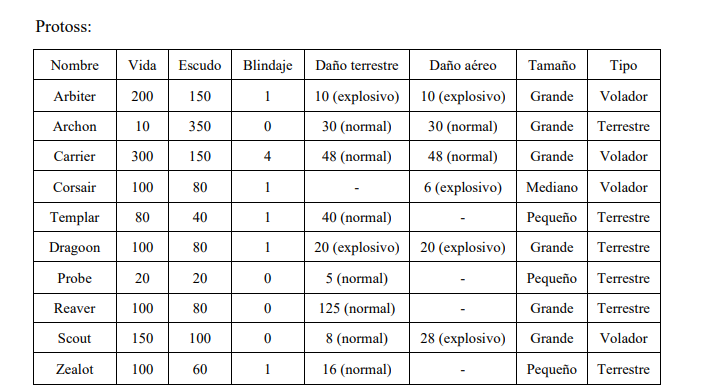 Protoss:
Nombre Vida Escudo Blindaje Daño terrestre Daño aéreo Tamaño Tipo
Arbiter 200 150 1 10 (explosivo) 10 (explosivo) Grande Volador
Archon 10 350 0 30 (normal) 30 (normal) Grande Terrestre
Carrier 300 150 4 48 (normal) 48 (normal) Grande Volador
Corsair 100 80 1 - 6 (explosivo) Mediano Volador
Templar 80 40 1 40 (normal) - Pequeño Terrestre
Dragoon 100 80 1 20 (explosivo) 20 (explosivo) Grande Terrestre
Probe 20 20 0 5 (normal) - Pequeño Terrestre
Reaver 100 80 0 125 (normal) - Grande Terrestre
Scout 150 100 0 8 (normal) 28 (explosivo) Grande Volador
Zealot 100 60 1 16 (normal) - Pequeño Terrestre